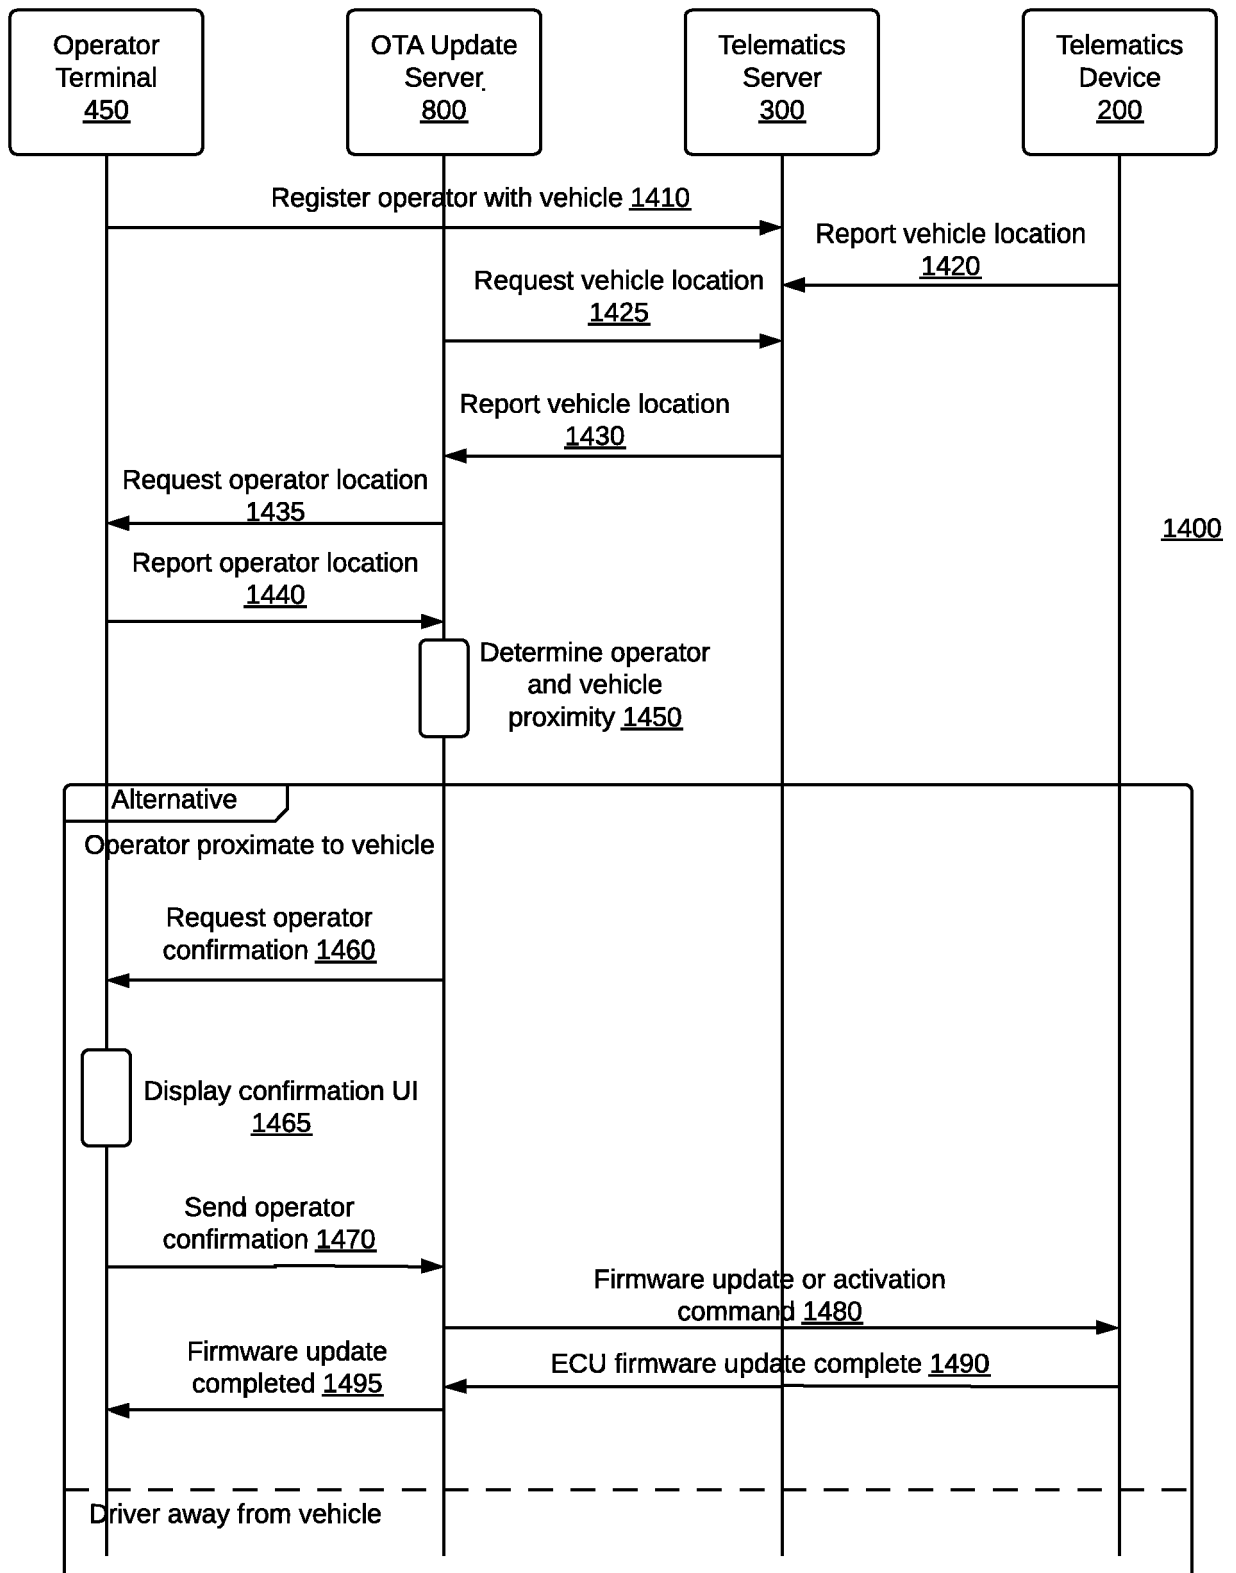 Operator
Terminal
450
OTA Update
Server
800
Telematics
Server
300
Telematics
Device
200
Register operator with vehicle 1410
Report vehicle location
1420
Request vehicle location
1425
Report vehicle location
1430
Request operator location
1435
1400
Report operator location
1440
Determine operator
and vehicle
proximity 1450
Alternative
Operator proximate to vehicle
Request operator
confirmation 1460
Display confirmation UI
1465
Send operator
confirmation 1470
Firmware update or activation
command 1480
Firmware update
completed 1495
ECU firmware update complete 1490
Driver away from vehicle